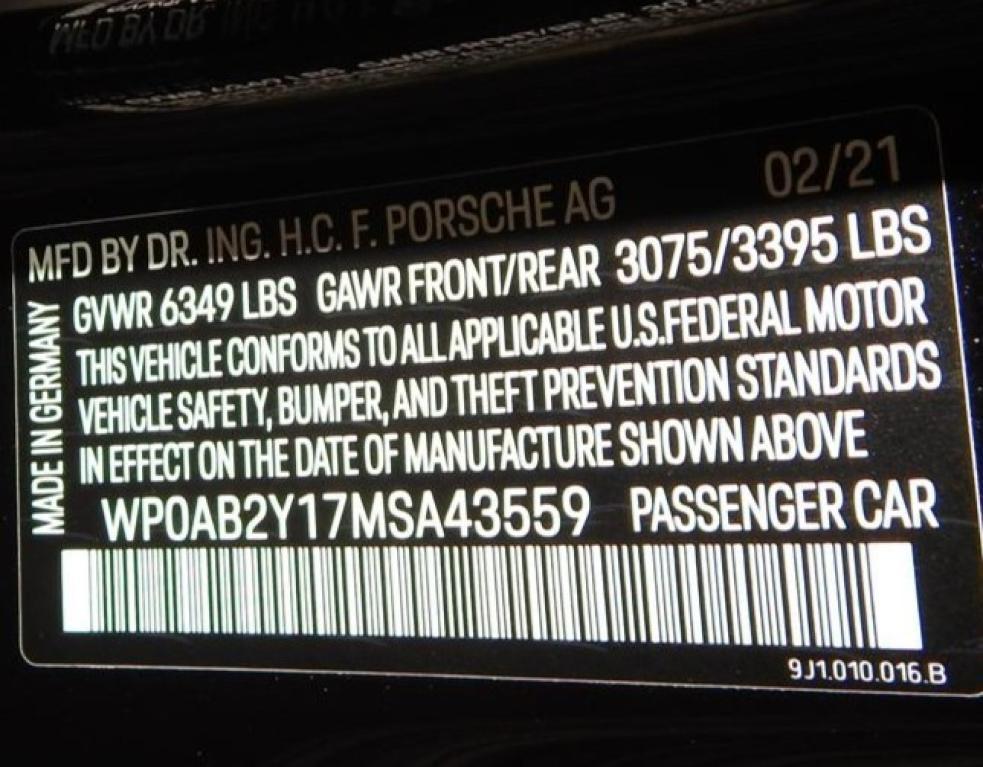 MFD BY DR. ING. H.C. F. PORSCHE AG 02/21
GVWR 6349 LBS GAWR FRONT/REAR 3075/3395 LBS
THIS VEHICLE CONFORMS TO ALL APPLICABLE U.S.FEDERAL MOTOR
VEHICLE SAFETY, BUMPER, AND THEFT PREVENTION STANDARDS
IN EFFECT ON THE DATE OF MANUFACTURE SHOWN ABOVE
MADE IN GERMANY
WP0AB2Y17MSA43559 PASSENGER CAR
9J1.010.016.B